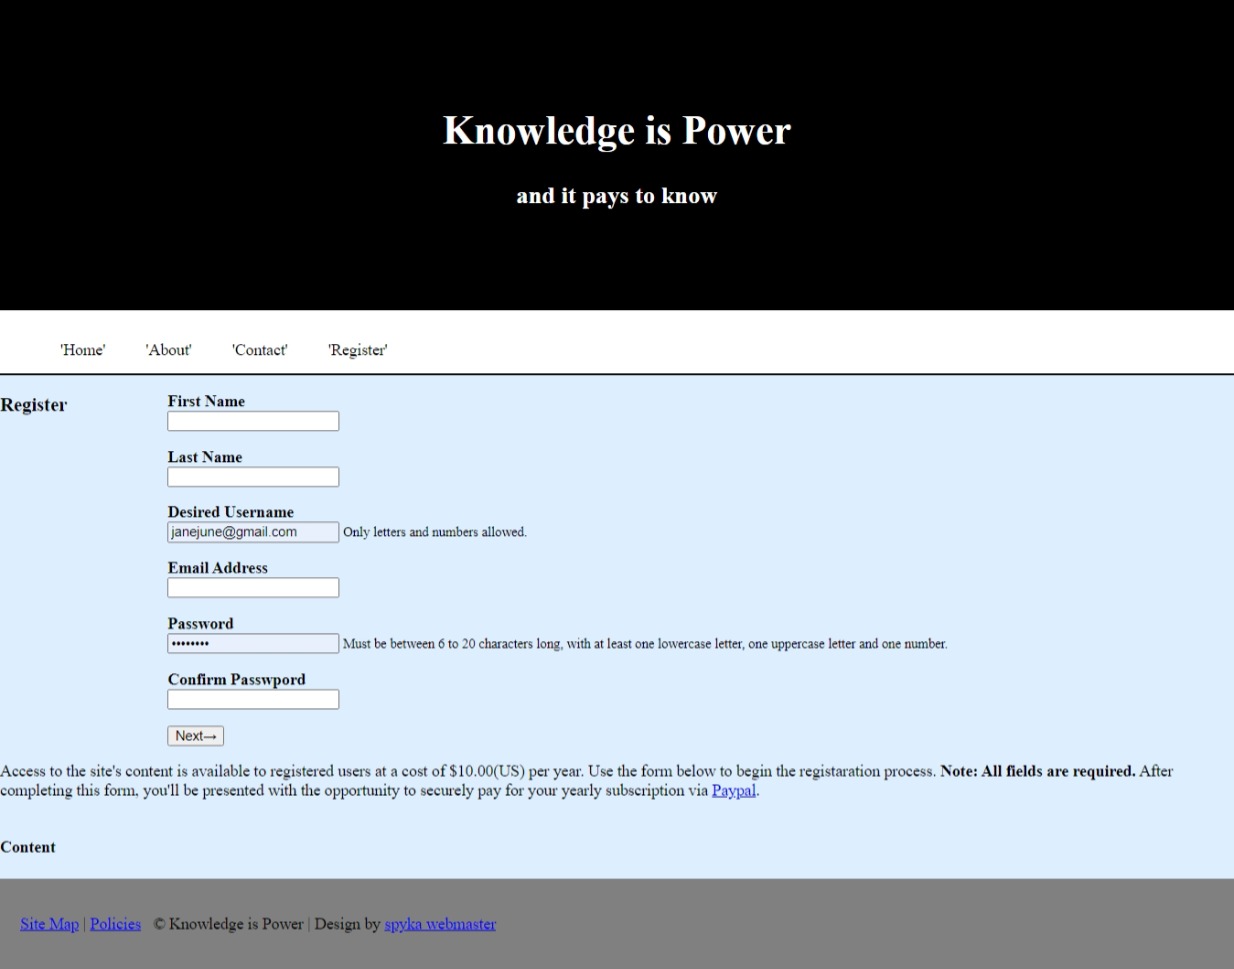 Knowledge is Power
and it pays to know
'Home' 'About' 'Contact' 'Register'
Register
First Name
Last Name
Desired Username
janejune@gmail.com Only letters and numbers allowed.
Email Address
Password
•••••••• Must be between 6 to 20 characters long, with at least one lowercase letter, one uppercase letter and one number.
Confirm Passwpord
Next→
Access to the site's content is available to registered users at a cost of $10.00(US) per year. Use the form below to begin the registaration process. Note: All fields are required. After
completing this form, you'll be presented with the opportunity to securely pay for your yearly subscription via Paypal.
Content
Site Map | Policies © Knowledge is Power | Design by spyka webmaster